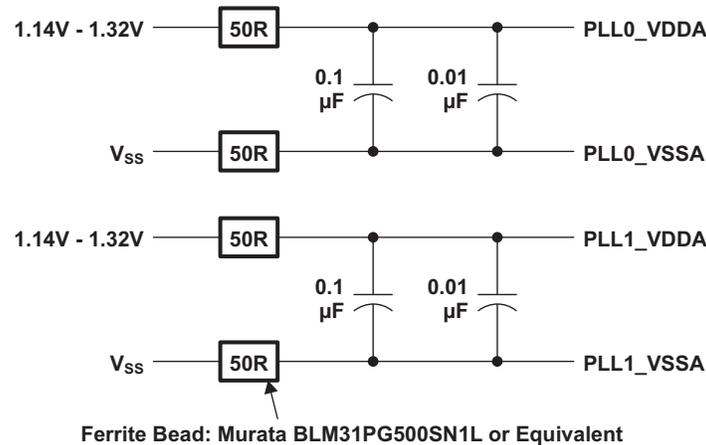 1.14V - 1.32V 50R PLL0_VDDA
0.1 µF 0.01 µF
VSS 50R PLL0_VSSA
1.14V - 1.32V 50R PLL1_VDDA
0.1 µF 0.01 µF
VSS 50R PLL1_VSSA
Ferrite Bead: Murata BLM31PG500SN1L or Equivalent